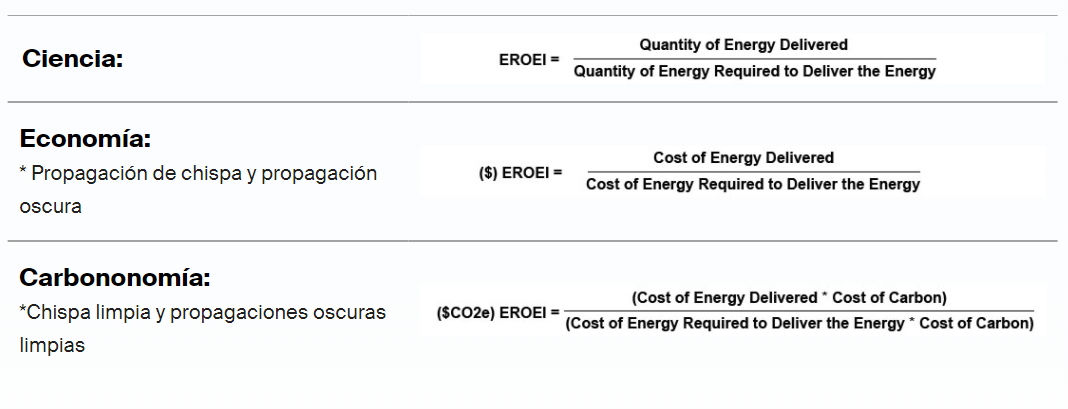 Ciencia:
EROEI =
Quantity of Energy Delivered
Quantity of Energy Required to Deliver the Energy
Economía:
* Propagación de chispa y propagación
oscura
($) EROEI =
Cost of Energy Delivered
Cost of Energy Required to Deliver the Energy
Carbononomía:
*Chispa limpia y propagaciones oscuras
limpias
($CO2e) EROEI =
(Cost of Energy Delivered * Cost of Carbon)
(Cost of Energy Required to Deliver the Energy * Cost of Carbon)